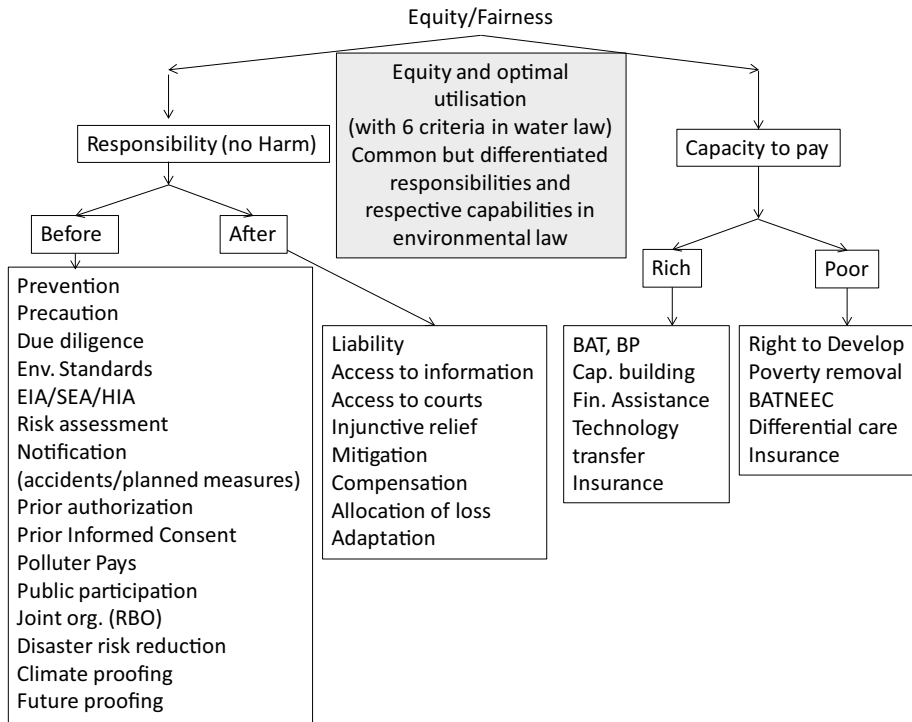 Equity/Fairness
Equity and optimal
utilisation
(with 6 criteria in water law)
Common but differentiated
responsibilities and
respective capabilities in
environmental law
Responsibility (no Harm)
Capacity to pay
Before
After
Rich
Poor
Prevention
Precaution
Due diligence
Env. Standards
EIA/SEA/HIA
Risk assessment
Notification
(accidents/planned measures)
Prior authorization
Prior Informed Consent
Polluter Pays
Public participation
Joint org. (RBO)
Disaster risk reduction
Climate proofing
Future proofing
Liability
Access to information
Access to courts
Injunctive relief
Mitigation
Compensation
Allocation of loss
Adaptation
BAT, BP
Cap. building
Fin. Assistance
Technology
transfer
Insurance
Right to Develop
Poverty removal
BATNEEC
Differential care
Insurance